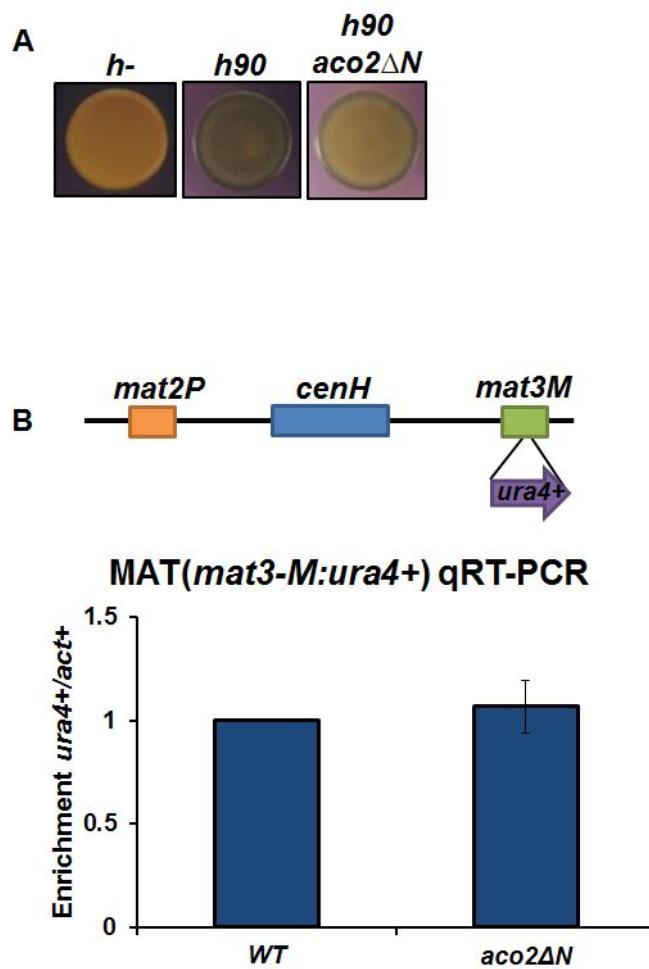 A
h-
h90
h90
aco2ΔN
B
mat2P
cenH
mat3M
ura4+
MAT(mat3-M:ura4+) qRT-PCR
Enrichment ura4+/act+
1.5
1
0.5
0
WT
aco2ΔN